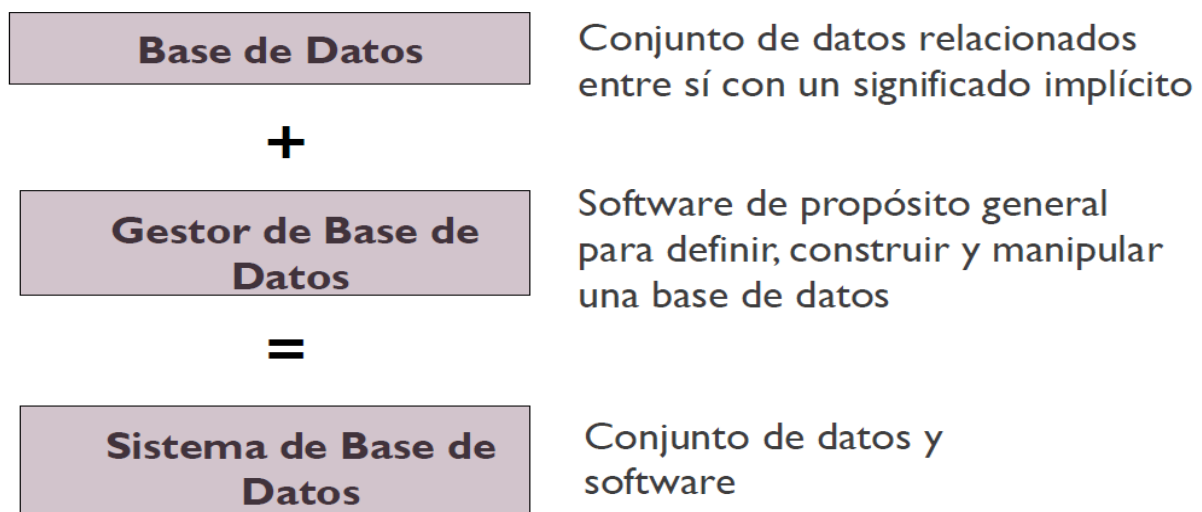 Base de Datos
Conjunto de datos relacionados
entre sí con un significado implícito
+
Gestor de Base de
Datos
Software de propósito general
para definir, construir y manipular
una base de datos
=
Sistema de Base de
Datos
Conjunto de datos y
software